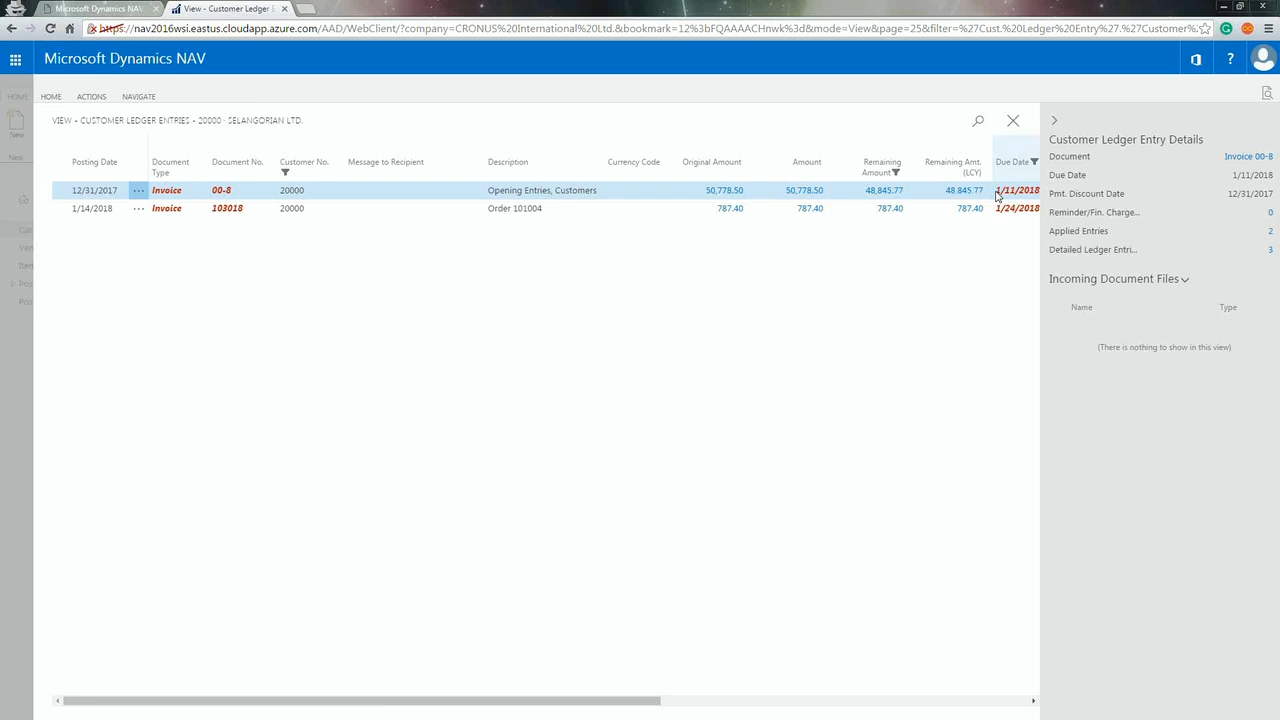 Microsoft Dynamics NAV
View - Customer Ledger E
https://nav2016wsi.eastus.cloudapp.azure.com/AAD/WebClient/?company=CRONUS%20International%20Ltd.&bookmark=12%3bFQAAAACHnwk%3d&mode=View&page=25&filter=%27Cust.%20Ledger%20Entry%27.%27Customer%
Microsoft Dynamics NAV
?
HOME
HOME
ACTIONS
NAVIGATE
New
New
VIEW - CUSTOMER LEDGER ENTRIES - 20000 · SELANGORIAN LTD.
Posting Date
Document Type
Document No.
Customer No.
Message to Recipient
Description
Currency Code
Original Amount
Amount
Remaining Amount
Remaining Amt. (LCY)
Due Date
12/31/2017 ··· Invoice 00-8 20000 Opening Entries, Customers 50,778.50 50,778.50 48,845.77 48,845.77 1/11/2018
1/14/2018 ··· Invoice 103018 20000 Order 101004 787.40 787.40 787.40 787.40 1/24/2018
Customer Ledger Entry Details
Document Invoice 00-8
Due Date 1/11/2018
Pmt. Discount Date 12/31/2017
Reminder/Fin. Charge... 0
Applied Entries 2
Detailed Ledger Entri... 3
Incoming Document Files
Name Type
(There is nothing to show in this view)
Cus
Ven
Iten
Pos